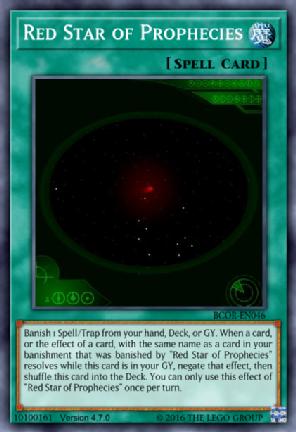 RED STAR OF PROPHECIES
[ SPELL CARD ]
BCOR-EN046
Banish 1 Spell/Trap from your hand, Deck, or GY. When a card,
or the effect of a card, with the same name as a card in your
banishment that was banished by "Red Star of Prophecies"
resolves while this card is in your GY, negate that effect, then
shuffle this card into the Deck. You can only use this effect of
"Red Star of Prophecies" once per turn.
10100161 Version 4.7.0 ©2016 THE LEGO GROUP